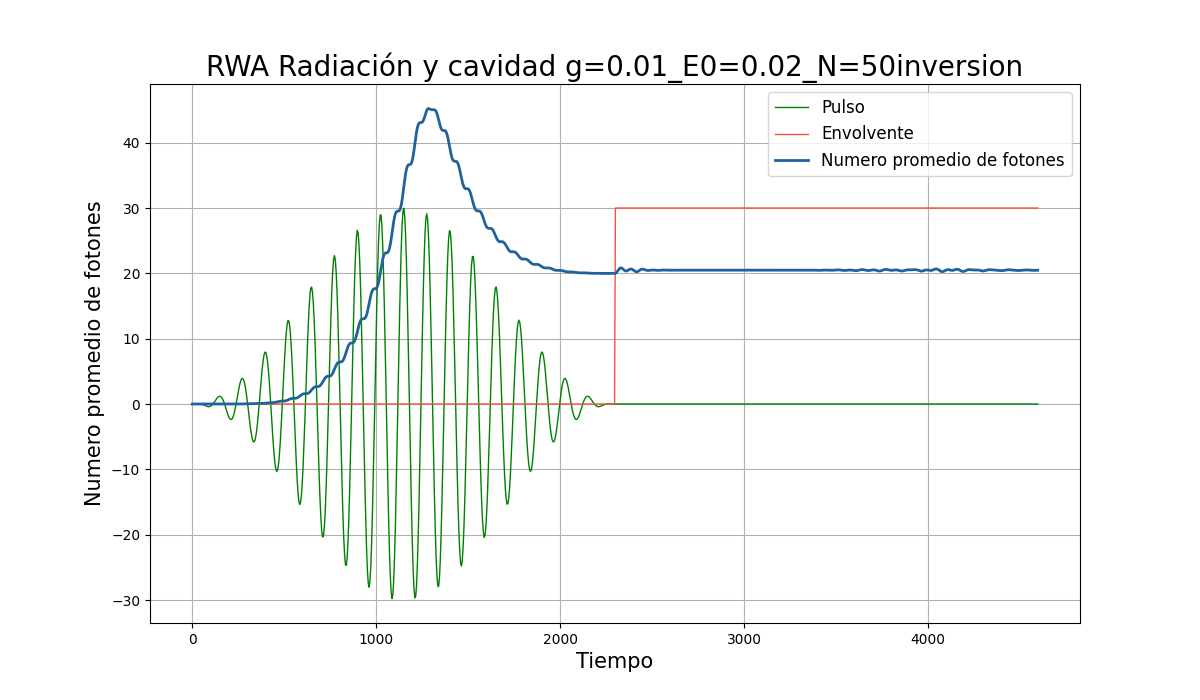 RWA Radiación y cavidad g=0.01_E0=0.02_N=50inversion
Pulso
Envolvente
Numero promedio de fotones
Numero promedio de fotones
40
30
20
10
0
−10
−20
−30
0
1000
2000
3000
4000
Tiempo